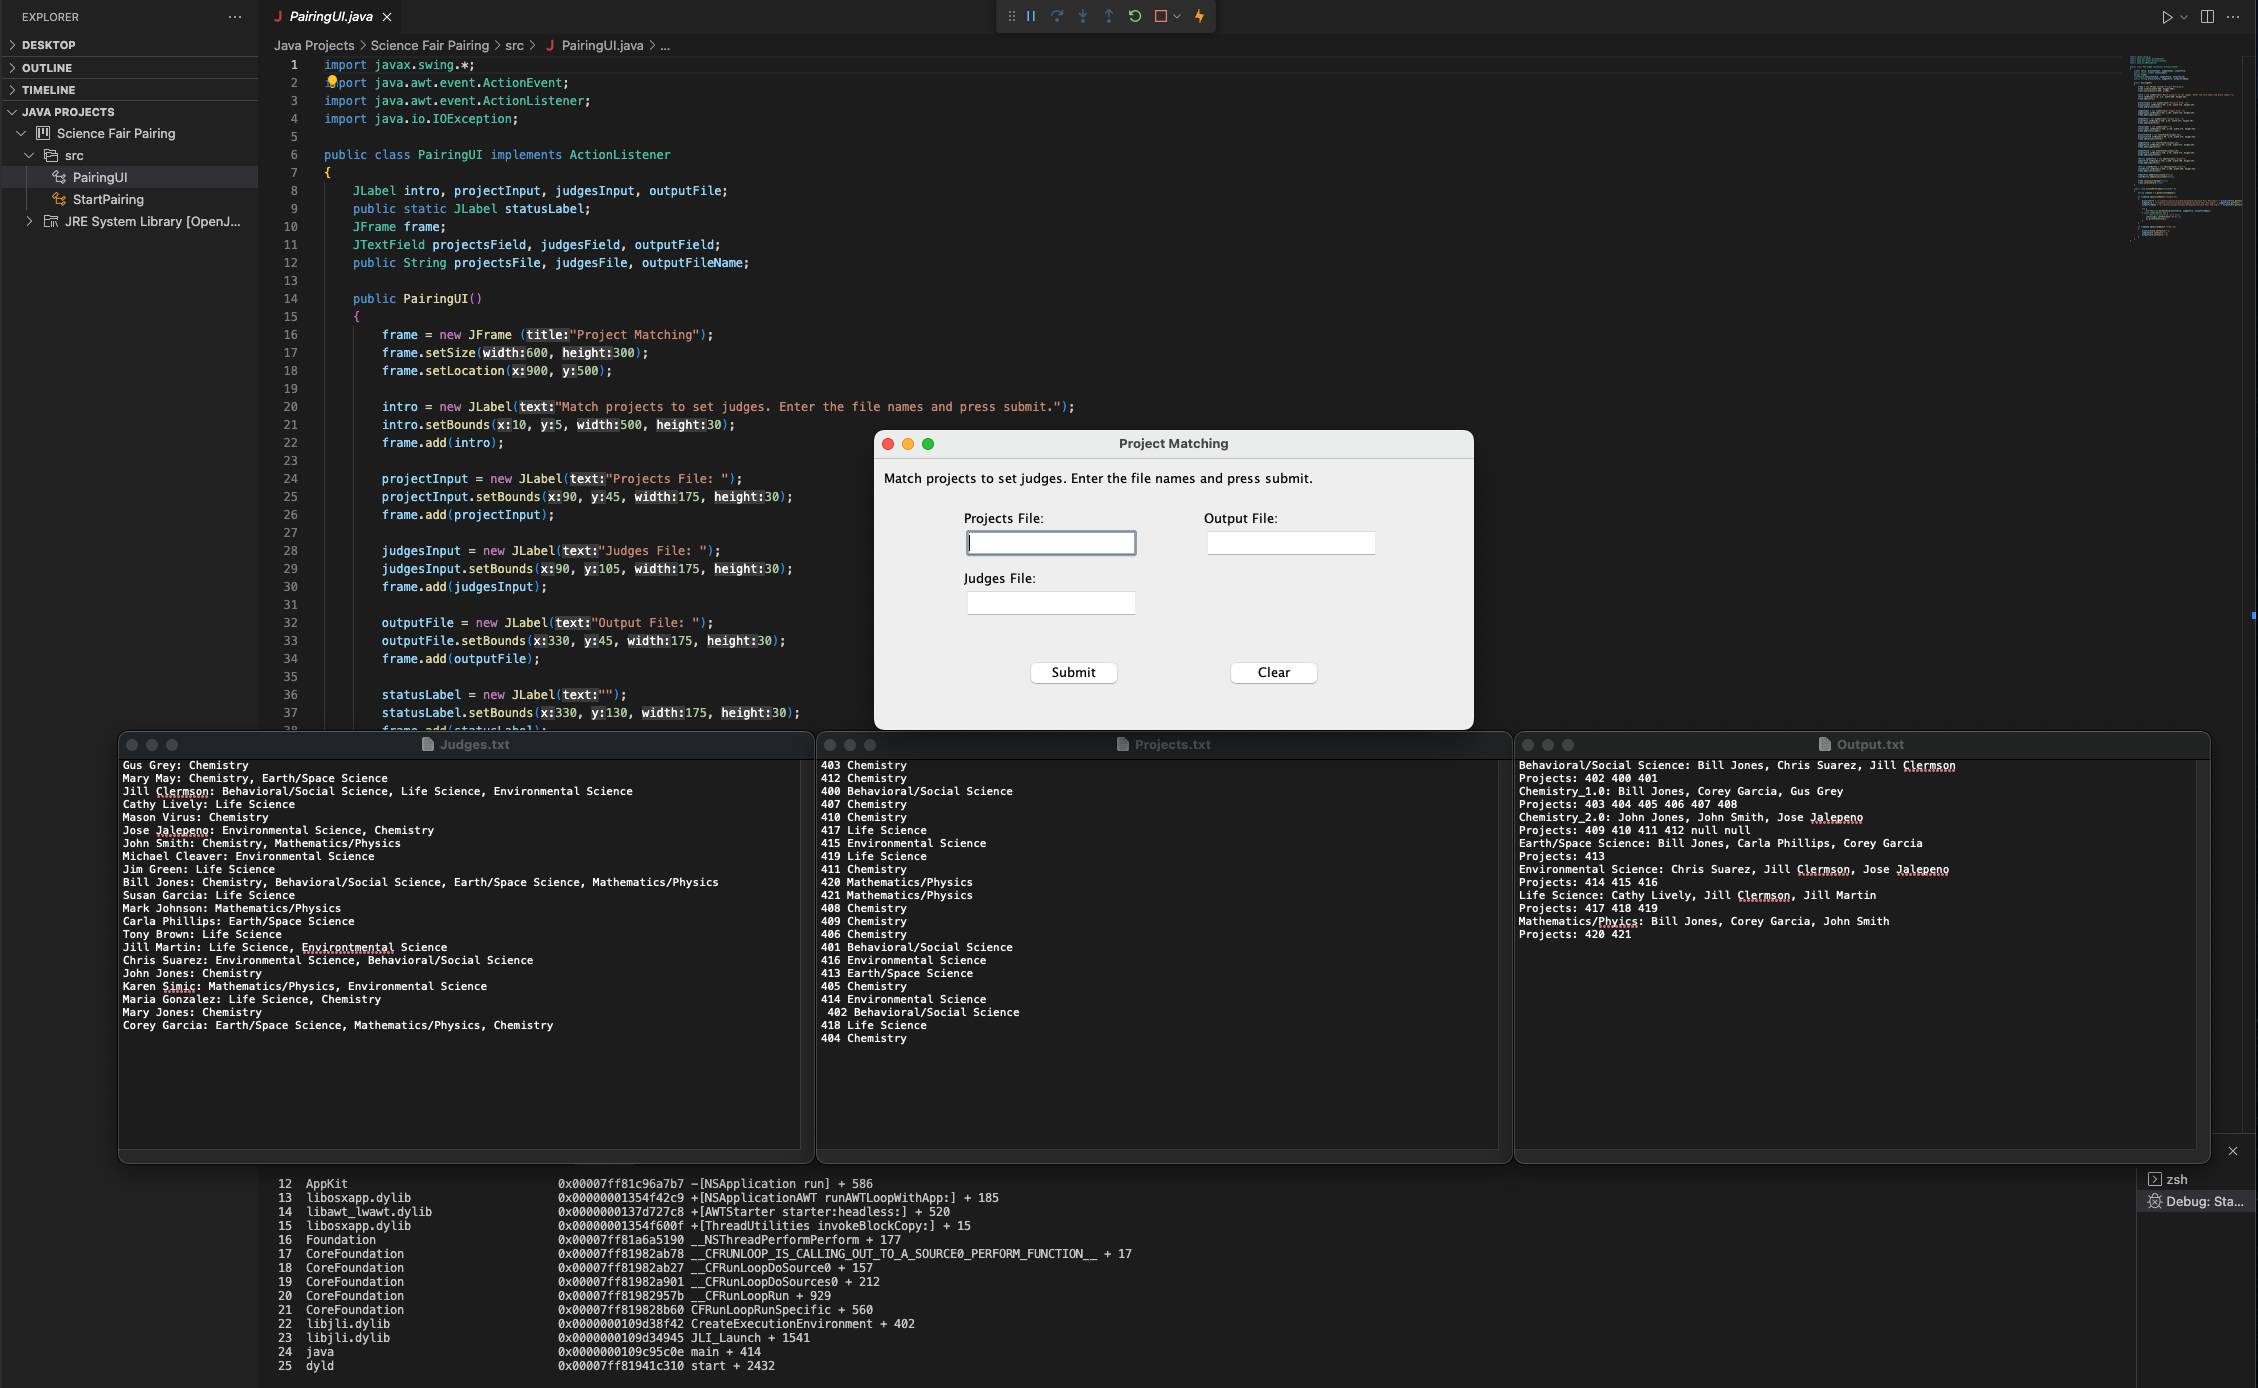 EXPLORER
DESKTOP
OUTLINE
TIMELINE
JAVA PROJECTS
Science Fair Pairing
src
PairingUI
StartPairing
JRE System Library [OpenJ...
J PairingUI.java
Java Projects > Science Fair Pairing > src > J PairingUI.java > ...
1 import javax.swing.*;
2 import java.awt.event.ActionEvent;
3 import java.awt.event.ActionListener;
4 import java.io.IOException;
5
6 public class PairingUI implements ActionListener
7 {
8 JLabel intro, projectInput, judgesInput, outputFile;
9 public static JLabel statusLabel;
10 JFrame frame;
11 JTextField projectsField, judgesField, outputField;
12 public String projectsFile, judgesFile, outputFileName;
13
14 public PairingUI()
15 {
16 frame = new JFrame (title:"Project Matching");
17 frame.setSize(width:600, height:300);
18 frame.setLocation(x:900, y:500);
19
20 intro = new JLabel(text:"Match projects to set judges. Enter the file names and press submit.");
21 intro.setBounds(x:10, y:5, width:500, height:30);
22 frame.add(intro);
23
24 projectInput = new JLabel(text:"Projects File: ");
25 projectInput.setBounds(x:90, y:45, width:175, height:30);
26 frame.add(projectInput);
27
28 judgesInput = new JLabel(text:"Judges File: ");
29 judgesInput.setBounds(x:90, y:105, width:175, height:30);
30 frame.add(judgesInput);
31
32 outputFile = new JLabel(text:"Output File: ");
33 outputFile.setBounds(x:330, y:45, width:175, height:30);
34 frame.add(outputFile);
35
36 statusLabel = new JLabel(text:"");
37 statusLabel.setBounds(x:330, y:130, width:175, height:30);
38 frame.add(statusLabel);
Project Matching
Match projects to set judges. Enter the file names and press submit.
Projects File:
Output File:
Judges File:
Submit
Clear
Judges.txt
Gus Grey: Chemistry
Mary May: Chemistry, Earth/Space Science
Jill Clermson: Behavioral/Social Science, Life Science, Environmental Science
Cathy Lively: Life Science
Mason Virus: Chemistry
Jose Jalepeno: Environmental Science, Chemistry
John Smith: Chemistry, Mathematics/Physics
Michael Cleaver: Environmental Science
Jim Green: Life Science
Bill Jones: Chemistry, Behavioral/Social Science, Earth/Space Science, Mathematics/Physics
Susan Garcia: Life Science
Mark Johnson: Mathematics/Physics
Carla Phillips: Earth/Space Science
Tony Brown: Life Science
Jill Martin: Life Science, Environtmental Science
Chris Suarez: Environmental Science, Behavioral/Social Science
John Jones: Chemistry
Karen Simic: Mathematics/Physics, Environmental Science
Maria Gonzalez: Life Science, Chemistry
Mary Jones: Chemistry
Corey Garcia: Earth/Space Science, Mathematics/Physics, Chemistry
Projects.txt
403 Chemistry
412 Chemistry
400 Behavioral/Social Science
407 Chemistry
410 Chemistry
417 Life Science
415 Environmental Science
419 Life Science
411 Chemistry
420 Mathematics/Physics
421 Mathematics/Physics
408 Chemistry
409 Chemistry
406 Chemistry
401 Behavioral/Social Science
416 Environmental Science
413 Earth/Space Science
405 Chemistry
414 Environmental Science
402 Behavioral/Social Science
418 Life Science
404 Chemistry
Output.txt
Behavioral/Social Science: Bill Jones, Chris Suarez, Jill Clermson
Projects: 402 400 401
Chemistry_1.0: Bill Jones, Corey Garcia, Gus Grey
Projects: 403 404 405 406 407 408
Chemistry_2.0: John Jones, John Smith, Jose Jalepeno
Projects: 409 410 411 412 null null
Earth/Space Science: Bill Jones, Carla Phillips, Corey Garcia
Projects: 413
Environmental Science: Chris Suarez, Jill Clermson, Jose Jalepeno
Projects: 414 415 416
Life Science: Cathy Lively, Jill Clermson, Jill Martin
Projects: 417 418 419
Mathematics/Phyics: Bill Jones, Corey Garcia, John Smith
Projects: 420 421
12 AppKit 0x00007ff81c96a7b7 -[NSApplication run] + 586
13 libosxapp.dylib 0x00000001354f42c9 +[NSApplicationAWT runAWTLoopWithApp:] + 185
14 libawt_lwawt.dylib 0x0000000137d727c8 +[AWTStarter starter:headless:] + 520
15 libosxapp.dylib 0x00000001354f600f +[ThreadUtilities invokeBlockCopy:] + 15
16 Foundation 0x00007ff81a6a5190 __NSThreadPerformPerform + 177
17 CoreFoundation 0x00007ff81982ab78 __CFRUNLOOP_IS_CALLING_OUT_TO_A_SOURCE0_PERFORM_FUNCTION__ + 17
18 CoreFoundation 0x00007ff81982ab27 __CFRunLoopDoSource0 + 157
19 CoreFoundation 0x00007ff81982a901 __CFRunLoopDoSources0 + 212
20 CoreFoundation 0x00007ff81982957b __CFRunLoopRun + 929
21 CoreFoundation 0x00007ff819828b60 CFRunLoopRunSpecific + 560
22 libjli.dylib 0x0000000109d38f42 CreateExecutionEnvironment + 402
23 libjli.dylib 0x0000000109d34945 JLI_Launch + 1541
24 java 0x0000000109c95c0e main + 414
25 dyld 0x00007ff81941c310 start + 2432
zsh
Debug: Sta...